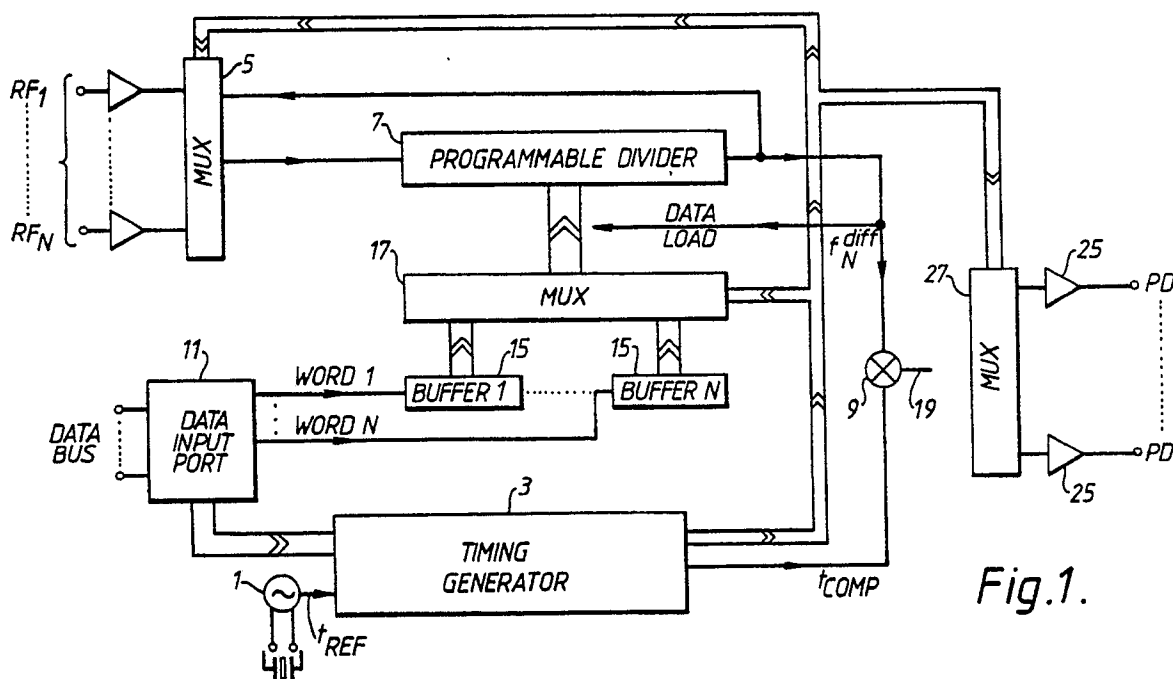 5
RF1
MUX
RFN
7
PROGRAMMABLE DIVIDER
DATA
LOAD
f N diff
17
MUX
27
MUX
25
PD
25
PD
9
19
11
DATA
INPUT
PORT
DATA
BUS
WORD 1
WORD N
15
BUFFER 1
15
BUFFER N
3
TIMING
GENERATOR
1
tREF
tCOMP
Fig.1.